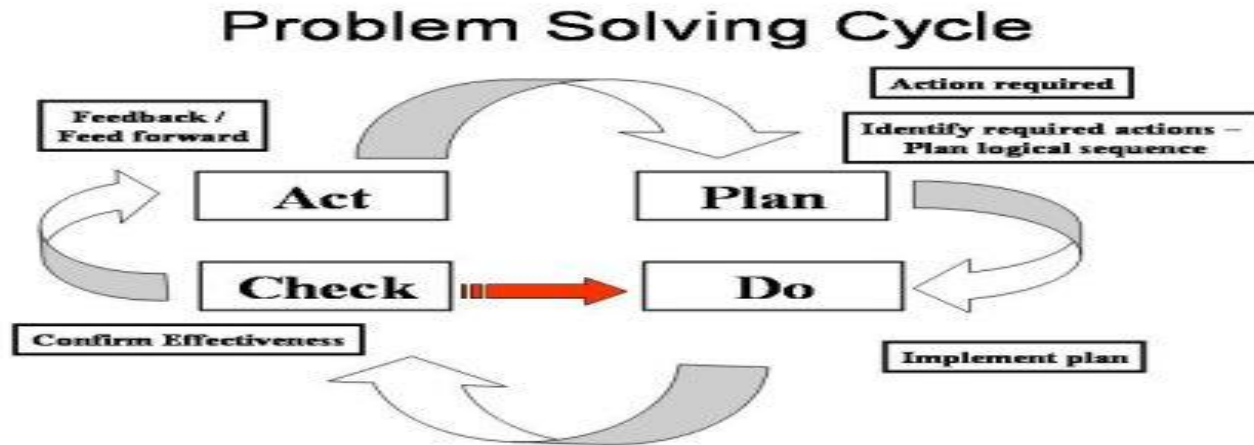 Problem Solving Cycle
Action required
Feedback /
Feed forward
Identify required actions –
Plan logical sequence
Act
Plan
Check
Do
Confirm Effectiveness
Implement plan